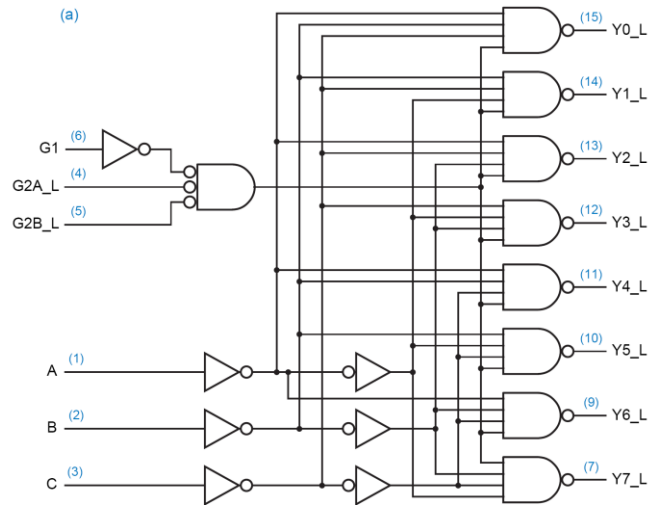 (a)
(15) Y0_L
(14) Y1_L
(6)
G1
(13) Y2_L
(4)
G2A_L
(5)
G2B_L
(12) Y3_L
(11) Y4_L
(10) Y5_L
A (1)
(9) Y6_L
B (2)
(7) Y7_L
C (3)